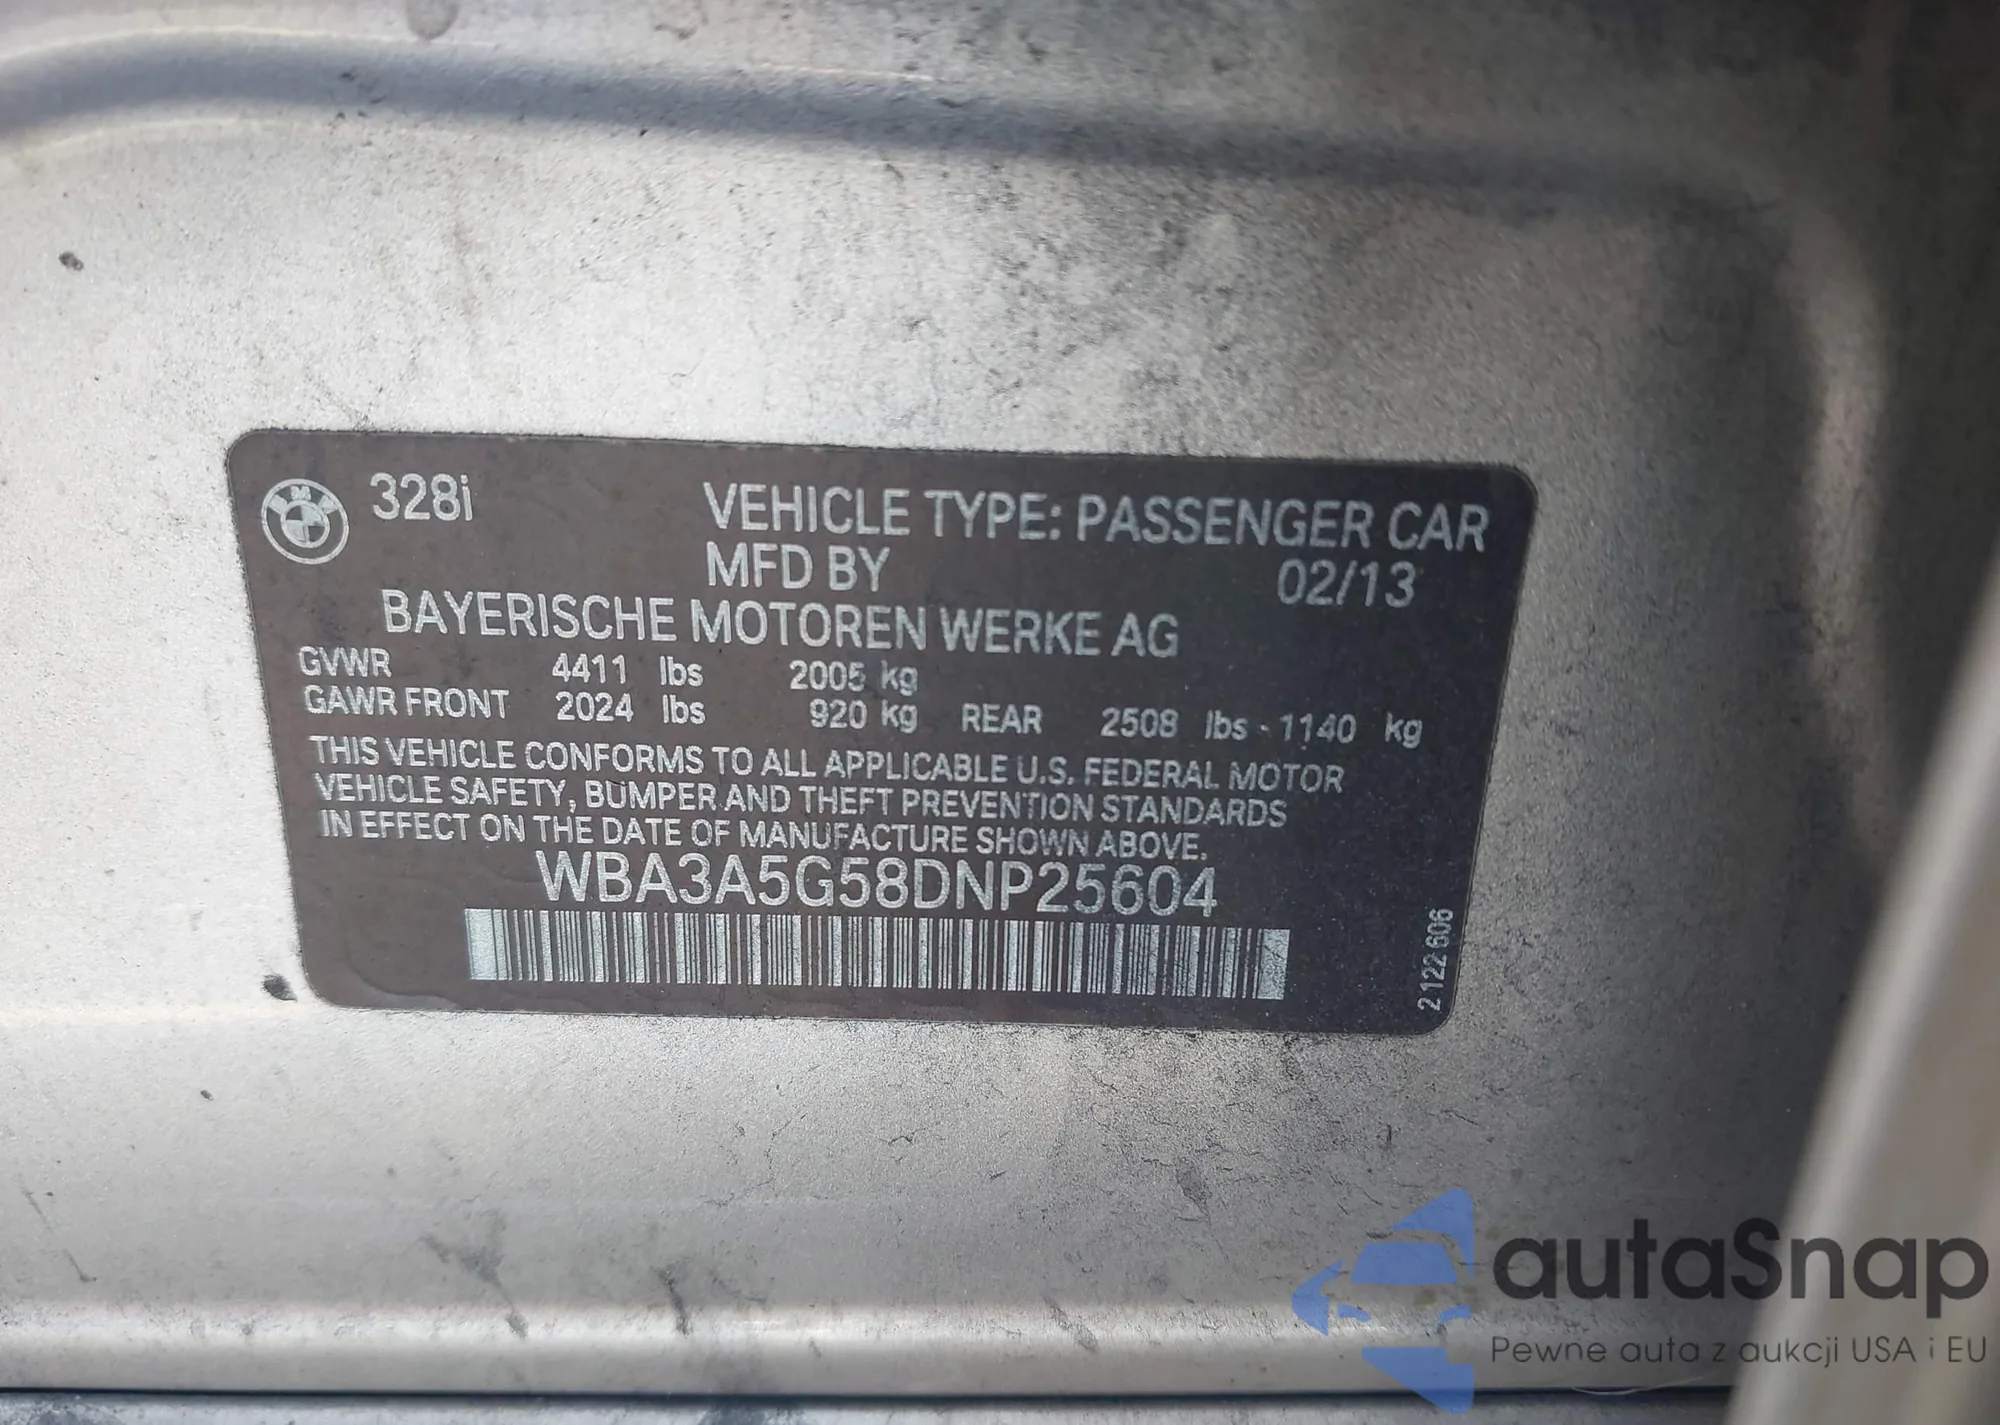 BMW 328i VEHICLE TYPE: PASSENGER CAR
MFD BY 02/13
BAYERISCHE MOTOREN WERKE AG
GVWR 4411 lbs 2005 kg
GAWR FRONT 2024 lbs 920 kg REAR 2508 lbs - 1140 kg
THIS VEHICLE CONFORMS TO ALL APPLICABLE U.S. FEDERAL MOTOR
VEHICLE SAFETY, BUMPER AND THEFT PREVENTION STANDARDS
IN EFFECT ON THE DATE OF MANUFACTURE SHOWN ABOVE.
WBA3A5G58DNP25604
2 122 606
autaSnap
Pewne auta z aukcji USA i EU